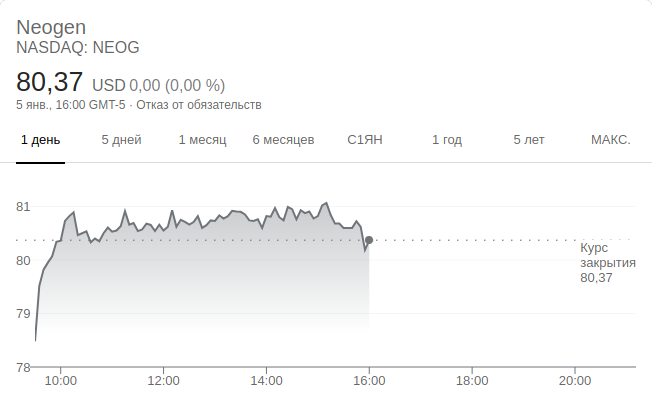 Neogen
NASDAQ: NEOG
80,37 USD 0,00 (0,00 %)
5 янв., 16:00 GMT-5 · Отказ от обязательств
1 день 5 дней 1 месяц 6 месяцев С1ЯН 1 год 5 лет МАКС.
81
80
79
78
Курс
закрытия
80,37
10:00 12:00 14:00 16:00 18:00 20:00